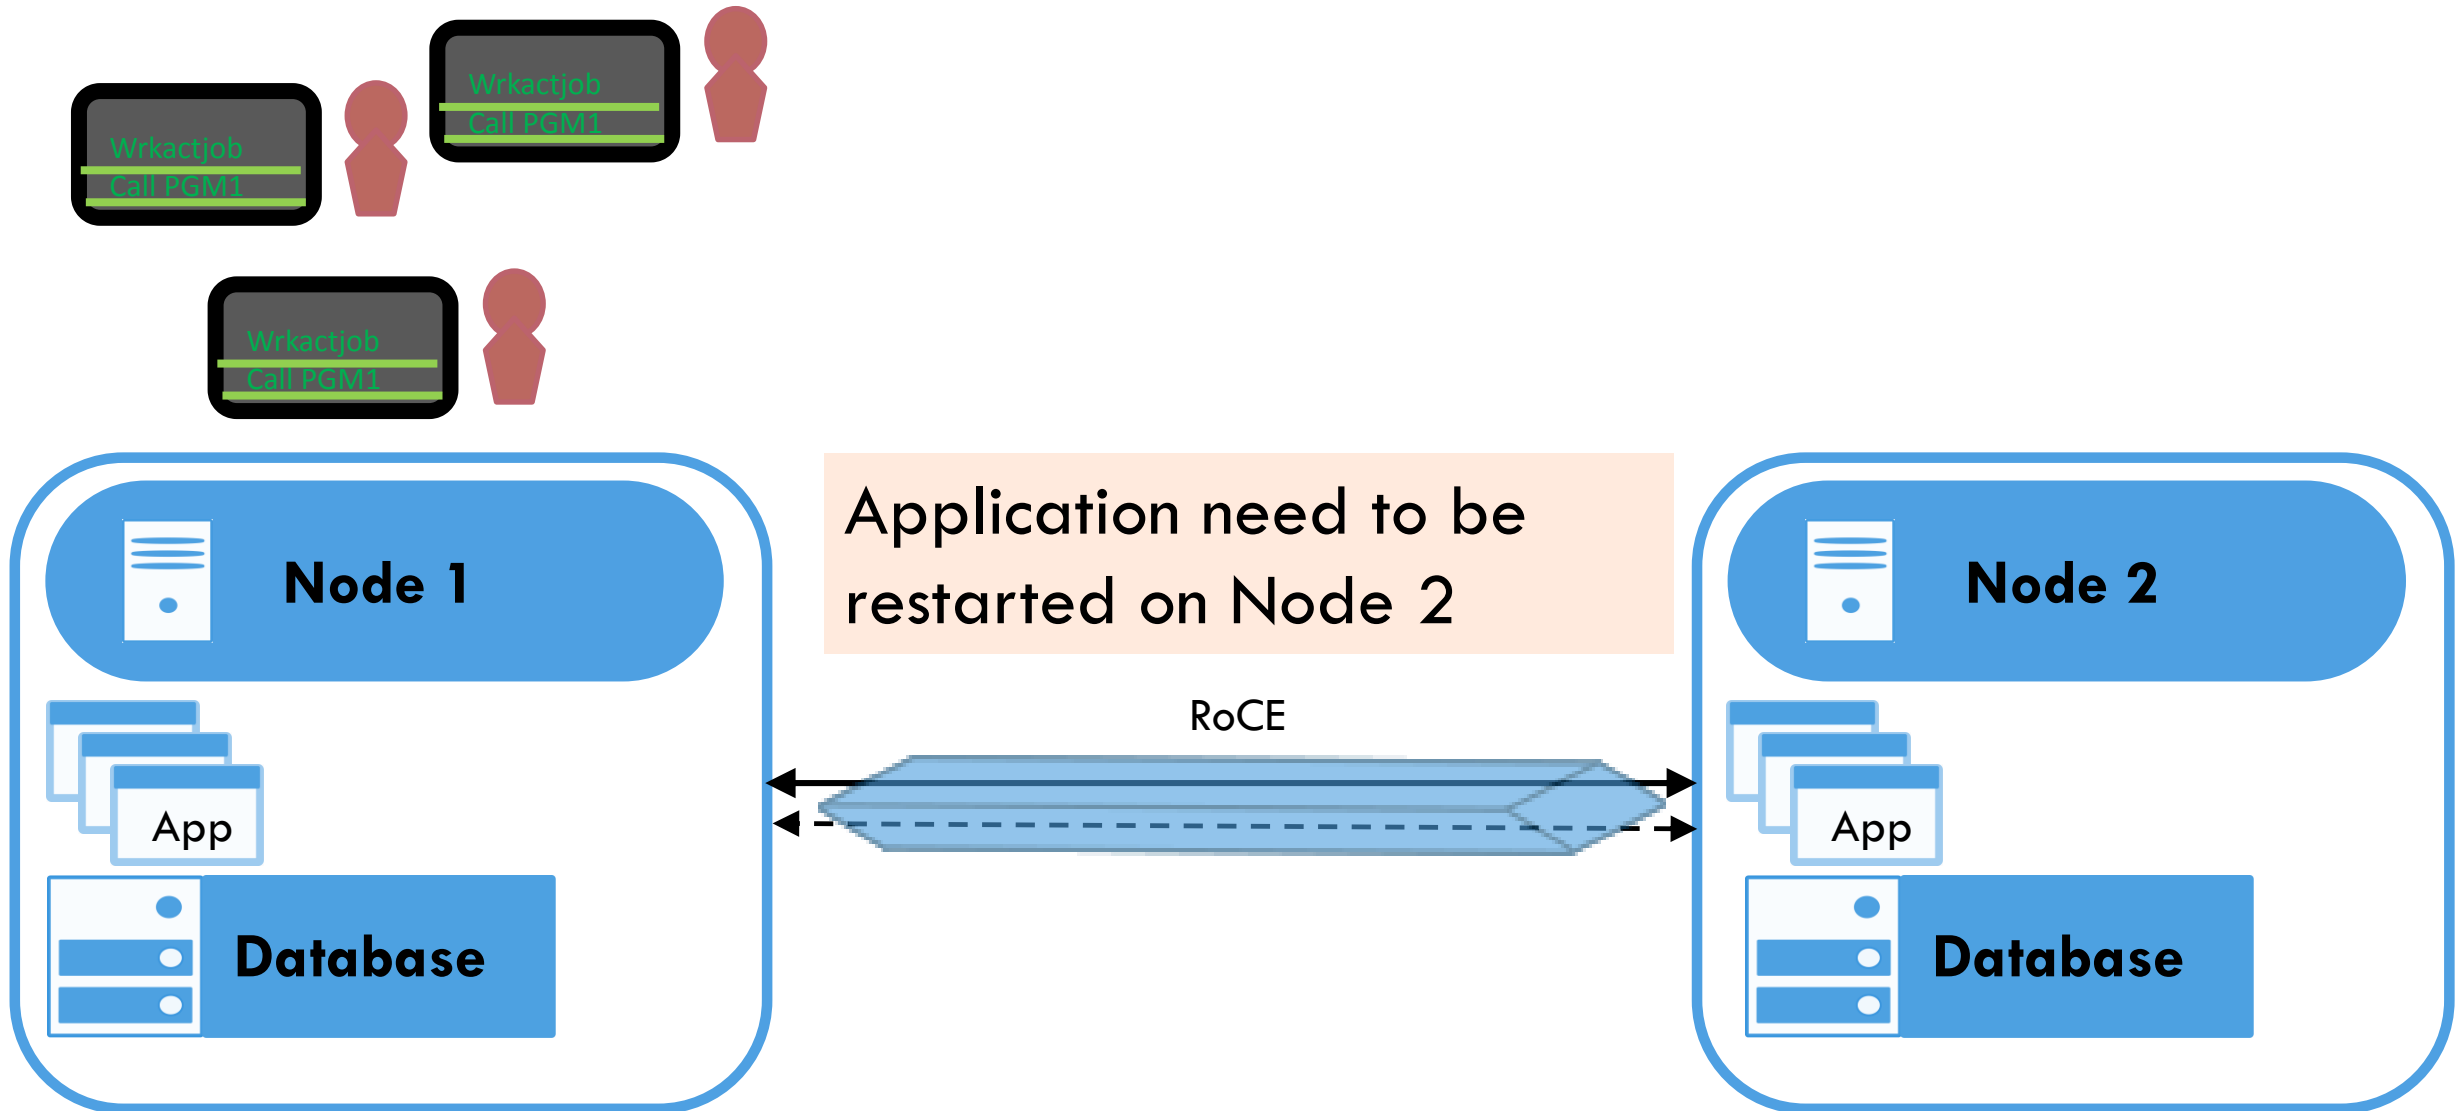 Wrkactjob
Call PGM1
Wrkactjob
Call PGM1
Wrkactjob
Call PGM1
Node 1
Application need to be
restarted on Node 2
Node 2
RoCE
App
App
Database
Database